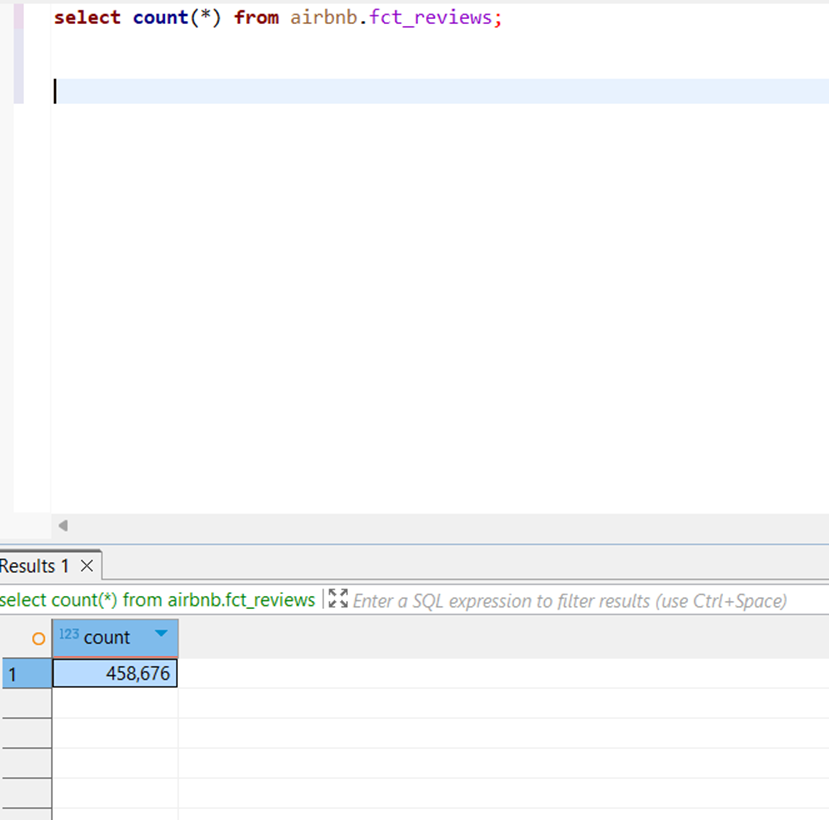 select count(*) from airbnb.fct_reviews;
Results 1
select count(*) from airbnb.fct_reviews Enter a SQL expression to filter results (use Ctrl+Space)
123 count
1 458,676